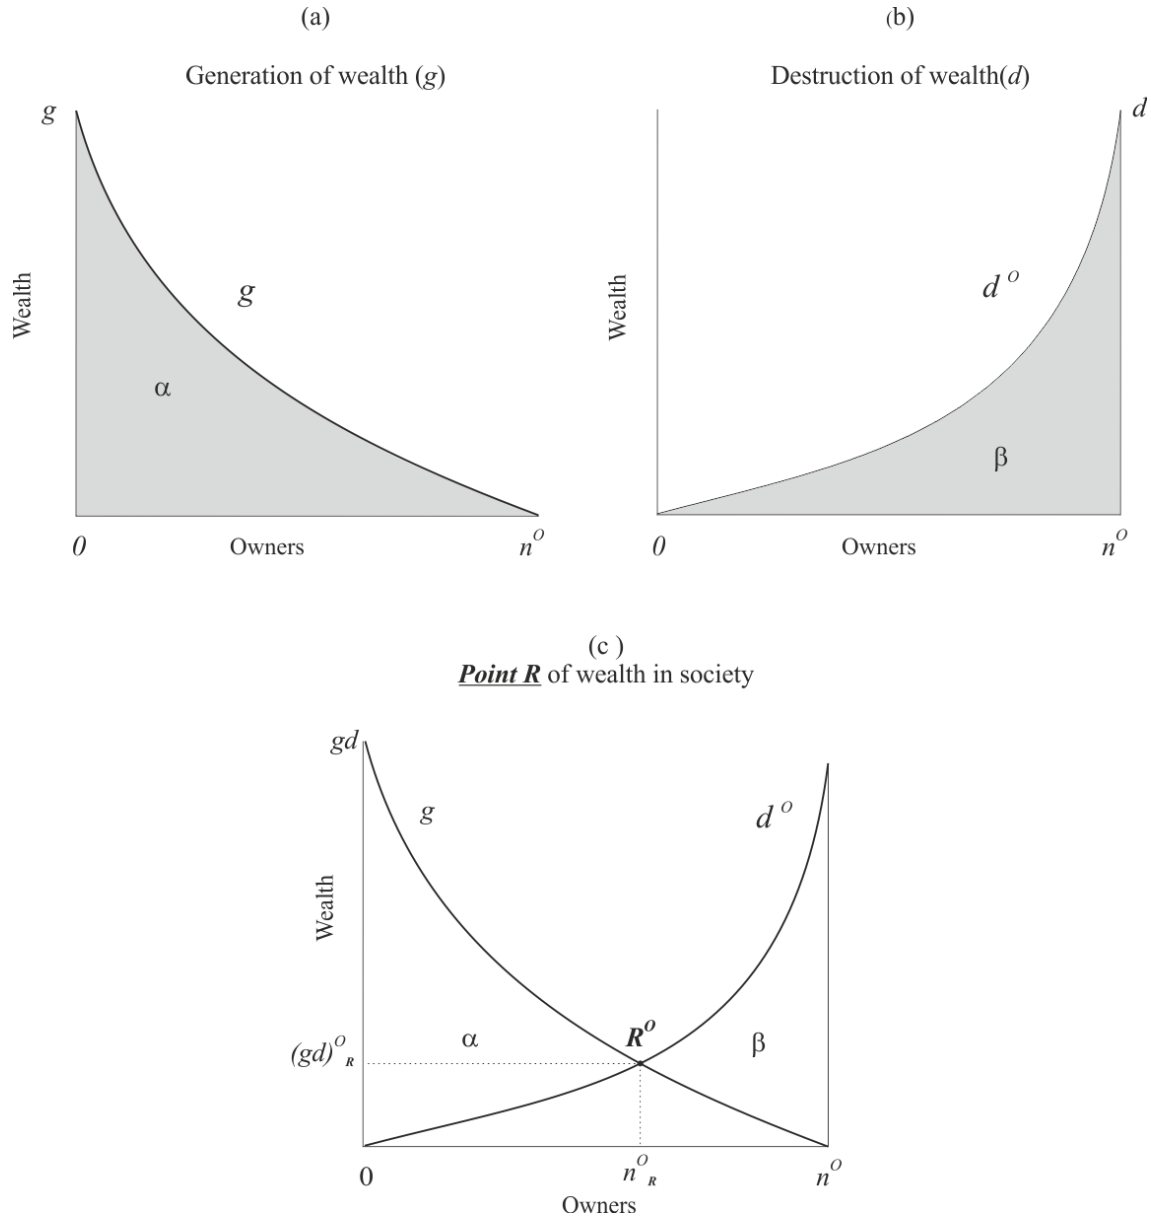 (a)
Generation of wealth (g)
g
Wealth
g
α
0
Owners
n^O
(b)
Destruction of wealth(d)
d
Wealth
d^O
β
0
Owners
n^O
(c )
Point R of wealth in society
gd
g
d^O
Wealth
R^O
α
β
(gd)^O_R
0
n^O_R
n^O
Owners